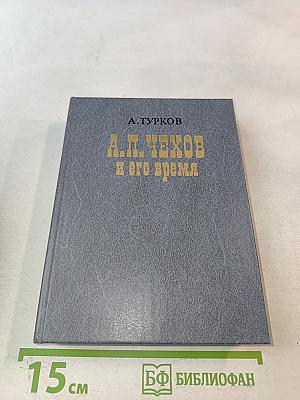 А.ТУРКОВ
А.П. ЧЕХОВ
и его время
15 см
БФ БИБЛИОФАН